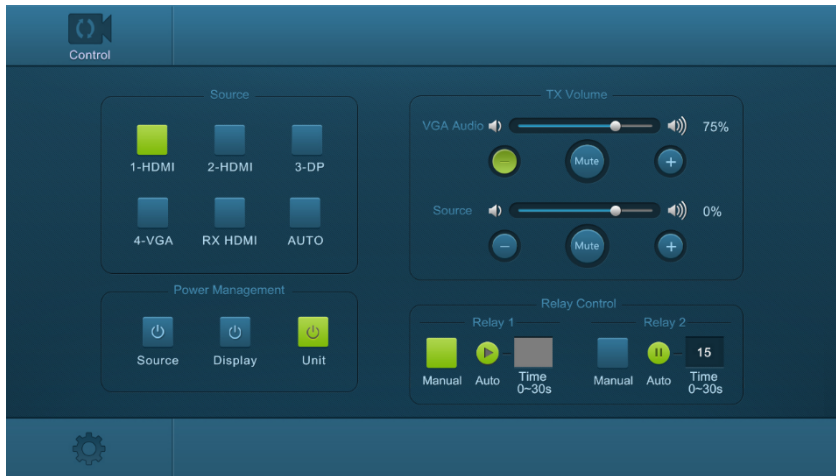 Control
Source
1-HDMI 2-HDMI 3-DP
4-VGA RX HDMI AUTO
Power Management
Source Display Unit
TX Volume
VGA Audio 75%
Mute
Source 0%
Mute
Relay Control
Relay 1 Relay 2
15
Manual Auto Time Manual Auto Time
0~30s 0~30s